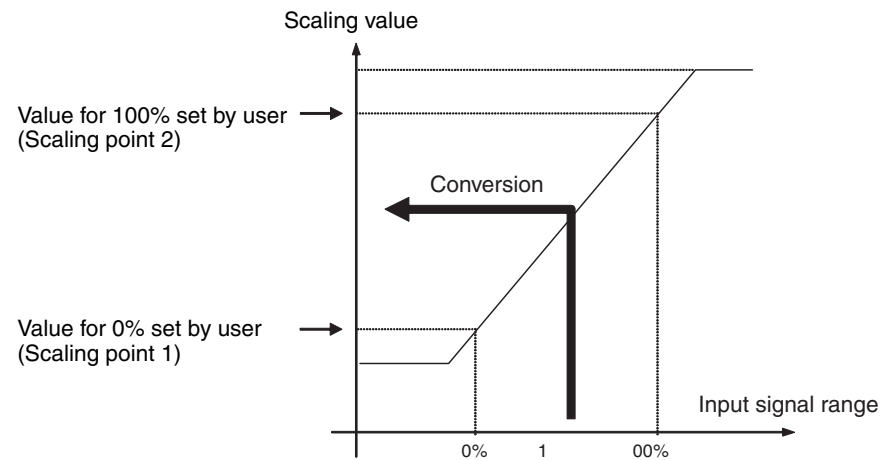 Scaling value
Value for 100% set by user
(Scaling point 2)
Conversion
Value for 0% set by user
(Scaling point 1)
Input signal range
0% 1 00%